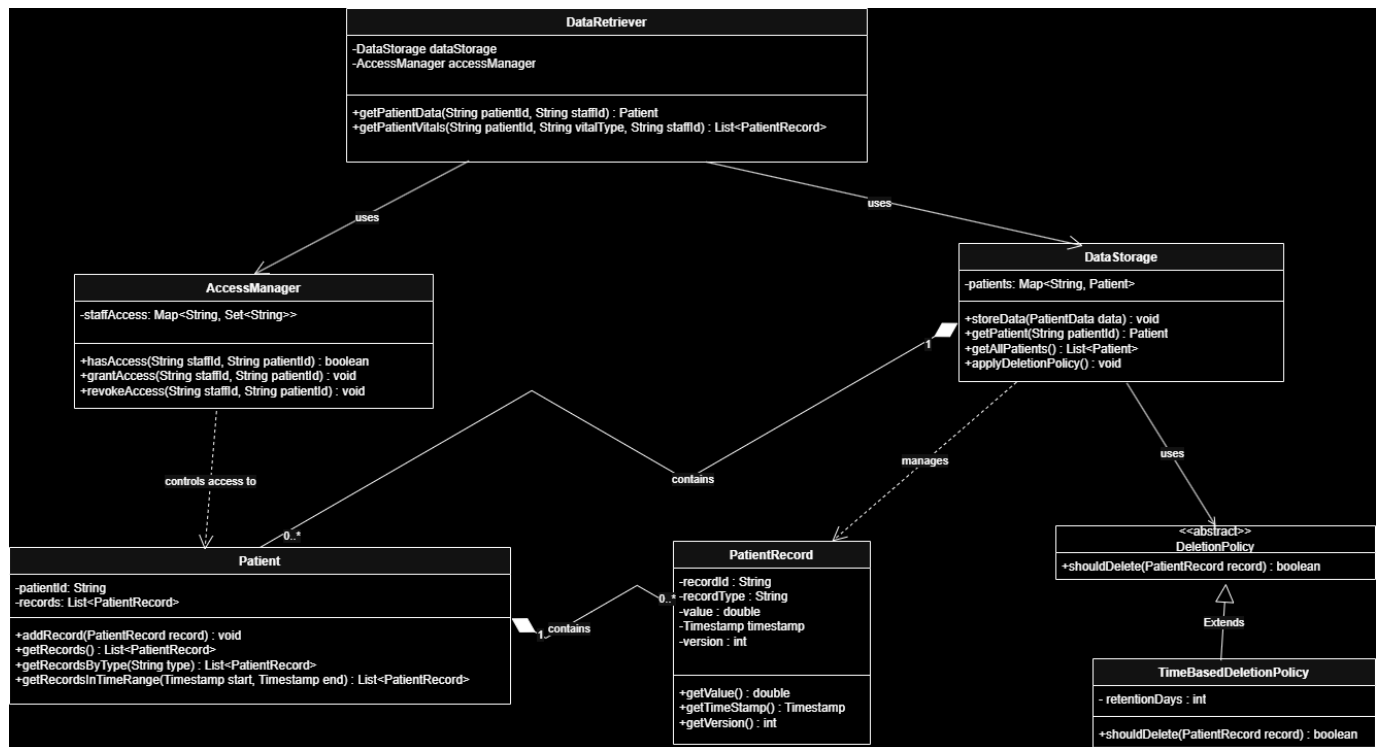 DataRetriever
-DataStorage dataStorage
-AccessManager accessManager
+getPatientData(String patientId, String staffId) : Patient
+getPatientVitals(String patientId, String vitalType, String staffId) : List<PatientRecord>
uses
uses
AccessManager
-staffAccess: Map<String, Set<String>>
+hasAccess(String staffId, String patientId) : boolean
+grantAccess(String staffId, String patientId) : void
+revokeAccess(String staffId, String patientId) : void
DataStorage
-patients: Map<String, Patient>
+storeData(PatientData data) : void
+getPatient(String patientId) : Patient
+getAllPatients() : List<Patient>
+applyDeletionPolicy() : void
1
contains
0..*
controls access to
manages
uses
Patient
-patientId: String
-records: List<PatientRecord>
+addRecord(PatientRecord record) : void
+getRecords() : List<PatientRecord>
+getRecordsByType(String type) : List<PatientRecord>
+getRecordsInTimeRange(Timestamp start, Timestamp end) : List<PatientRecord>
1
contains
0..*
PatientRecord
-recordId : String
-recordType : String
-value : double
-Timestamp timestamp
-version : int
+getValue() : double
+getTimeStamp() : Timestamp
+getVersion() : int
<<abstract>>
DeletionPolicy
+shouldDelete(PatientRecord record) : boolean
Extends
TimeBasedDeletionPolicy
- retentionDays : int
+shouldDelete(PatientRecord record) : boolean